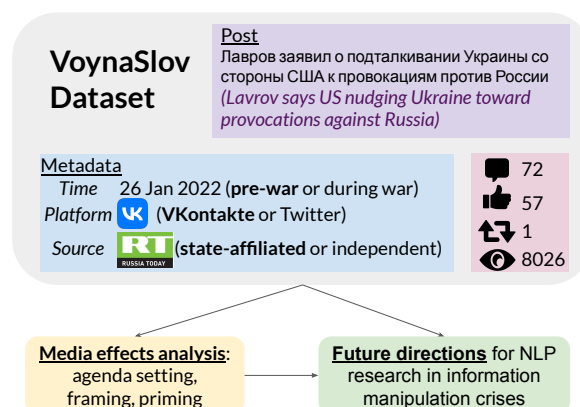 VoynaSlov
Dataset
Post
Лавров заявил о подталкивании Украины со
стороны США к провокациям против России
(Lavrov says US nudging Ukraine toward
provocations against Russia)
Metadata
Time 26 Jan 2022 (pre-war or during war)
Platform VK (VKontakte or Twitter)
Source RT (state-affiliated or independent)
RUSSIA TODAY
72
57
1
8026
Media effects analysis:
agenda setting,
framing, priming
Future directions for NLP
research in information
manipulation crises